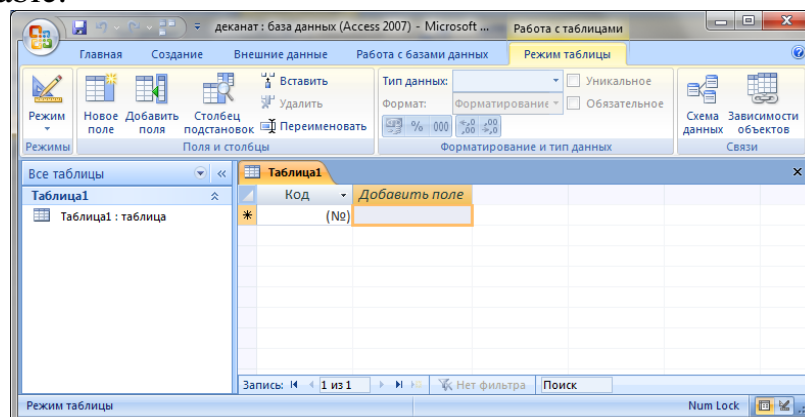 деканат : база данных (Access 2007) - Microsoft ...
Работа с таблицами
Главная Создание Внешние данные Работа с базами данных Режим таблицы
Режим
Новое поле
Добавить поля
Столбец подстановок
Вставить
Удалить
Переименовать
Тип данных:
Формат: Форматирование
% 000 ,00 ,0
Уникальное
Обязательное
Схема данных
Зависимости объектов
Режимы Поля и столбцы Форматирование и тип данных Связи
Все таблицы
Таблица1
Таблица1 : таблица
Таблица1
Код Добавить поле
(№)
Запись: 1 из 1 Нет фильтра Поиск
Режим таблицы Num Lock